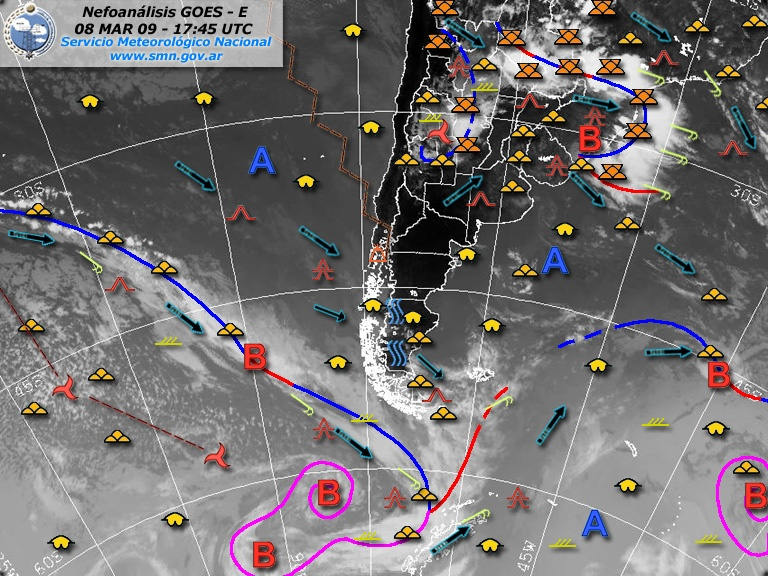 Nefoanálisis GOES - E
08 MAR 09 - 17:45 UTC
Servicio Meteorológico Nacional
www.smn.gov.ar
A
B
30S
30S
A
B
45S
B
45S
B
B
A
B
60S
45W
60S